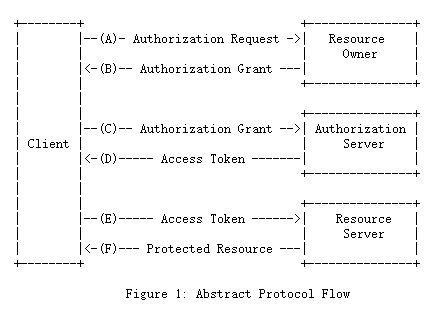 --(A)- Authorization Request ->
Resource
Owner
<-(B)-- Authorization Grant ---
--(C)-- Authorization Grant -->
Authorization
Server
Client
<-(D)----- Access Token -------
--(E)----- Access Token ------>
Resource
Server
<-(F)--- Protected Resource ---
Figure 1: Abstract Protocol Flow